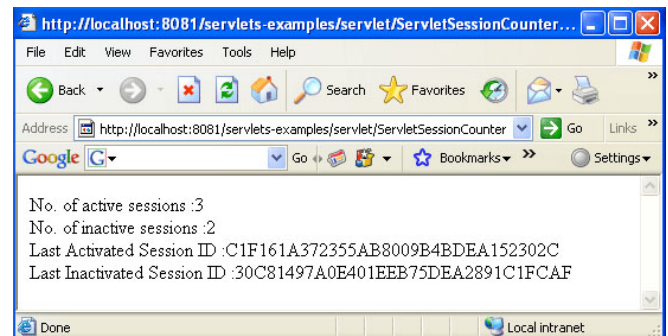 http://localhost:8081/servlets-examples/servlet/ServletSessionCounter...
File Edit View Favorites Tools Help
Back Search Favorites »
Address http://localhost:8081/servlets-examples/servlet/ServletSessionCounter Go Links »
Google G Go Bookmarks » Settings
No. of active sessions :3
No. of inactive sessions :2
Last Activated Session ID :C1F161A372355AB8009B4BDEA152302C
Last Inactivated Session ID :30C81497A0E401EEB75DEA2891C1FCAF
Done Local intranet